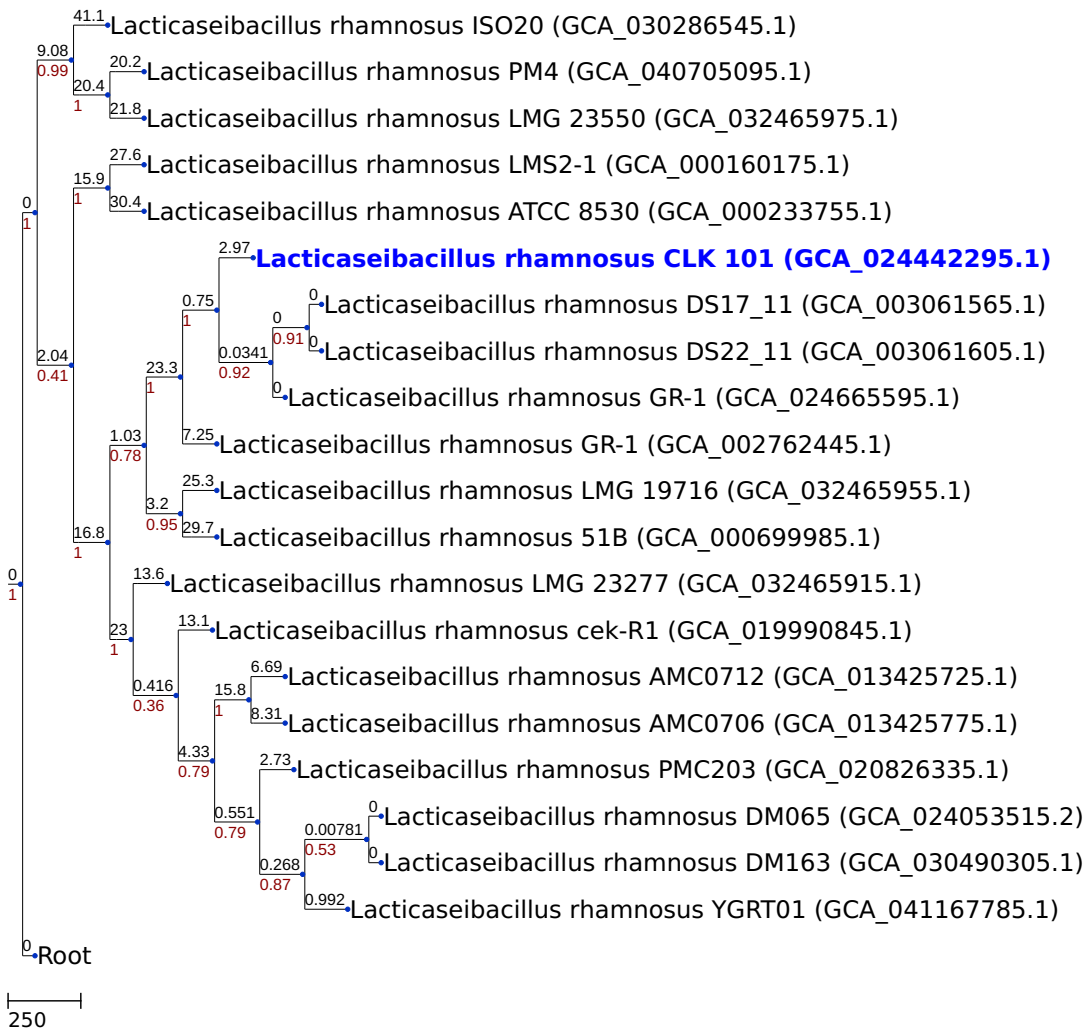 41.1 Lacticaseibacillus rhamnosus ISO20 (GCA_030286545.1)
9.08
0.99
20.2 Lacticaseibacillus rhamnosus PM4 (GCA_040705095.1)
20.4
1
21.8 Lacticaseibacillus rhamnosus LMG 23550 (GCA_032465975.1)
27.6 Lacticaseibacillus rhamnosus LMS2-1 (GCA_000160175.1)
15.9
1
30.4 Lacticaseibacillus rhamnosus ATCC 8530 (GCA_000233755.1)
0
1
2.97 Lacticaseibacillus rhamnosus CLK 101 (GCA_024442295.1)
0.75
1
0 Lacticaseibacillus rhamnosus DS17_11 (GCA_003061565.1)
0
0.91
0 Lacticaseibacillus rhamnosus DS22_11 (GCA_003061605.1)
2.04
0.41
0.0341
0.92
23.3
1
0 Lacticaseibacillus rhamnosus GR-1 (GCA_024665595.1)
7.25 Lacticaseibacillus rhamnosus GR-1 (GCA_002762445.1)
1.03
0.78
25.3 Lacticaseibacillus rhamnosus LMG 19716 (GCA_032465955.1)
3.2
0.95
29.7 Lacticaseibacillus rhamnosus 51B (GCA_000699985.1)
16.8
1
13.6 Lacticaseibacillus rhamnosus LMG 23277 (GCA_032465915.1)
0
1
13.1 Lacticaseibacillus rhamnosus cek-R1 (GCA_019990845.1)
23
1
6.69 Lacticaseibacillus rhamnosus AMC0712 (GCA_013425725.1)
0.416
0.36
15.8
1
8.31 Lacticaseibacillus rhamnosus AMC0706 (GCA_013425775.1)
4.33
0.79
2.73 Lacticaseibacillus rhamnosus PMC203 (GCA_020826335.1)
0 Lacticaseibacillus rhamnosus DM065 (GCA_024053515.2)
0.551
0.79
0.00781
0.53
0 Lacticaseibacillus rhamnosus DM163 (GCA_030490305.1)
0.268
0.87
0.992 Lacticaseibacillus rhamnosus YGRT01 (GCA_041167785.1)
0 Root
250